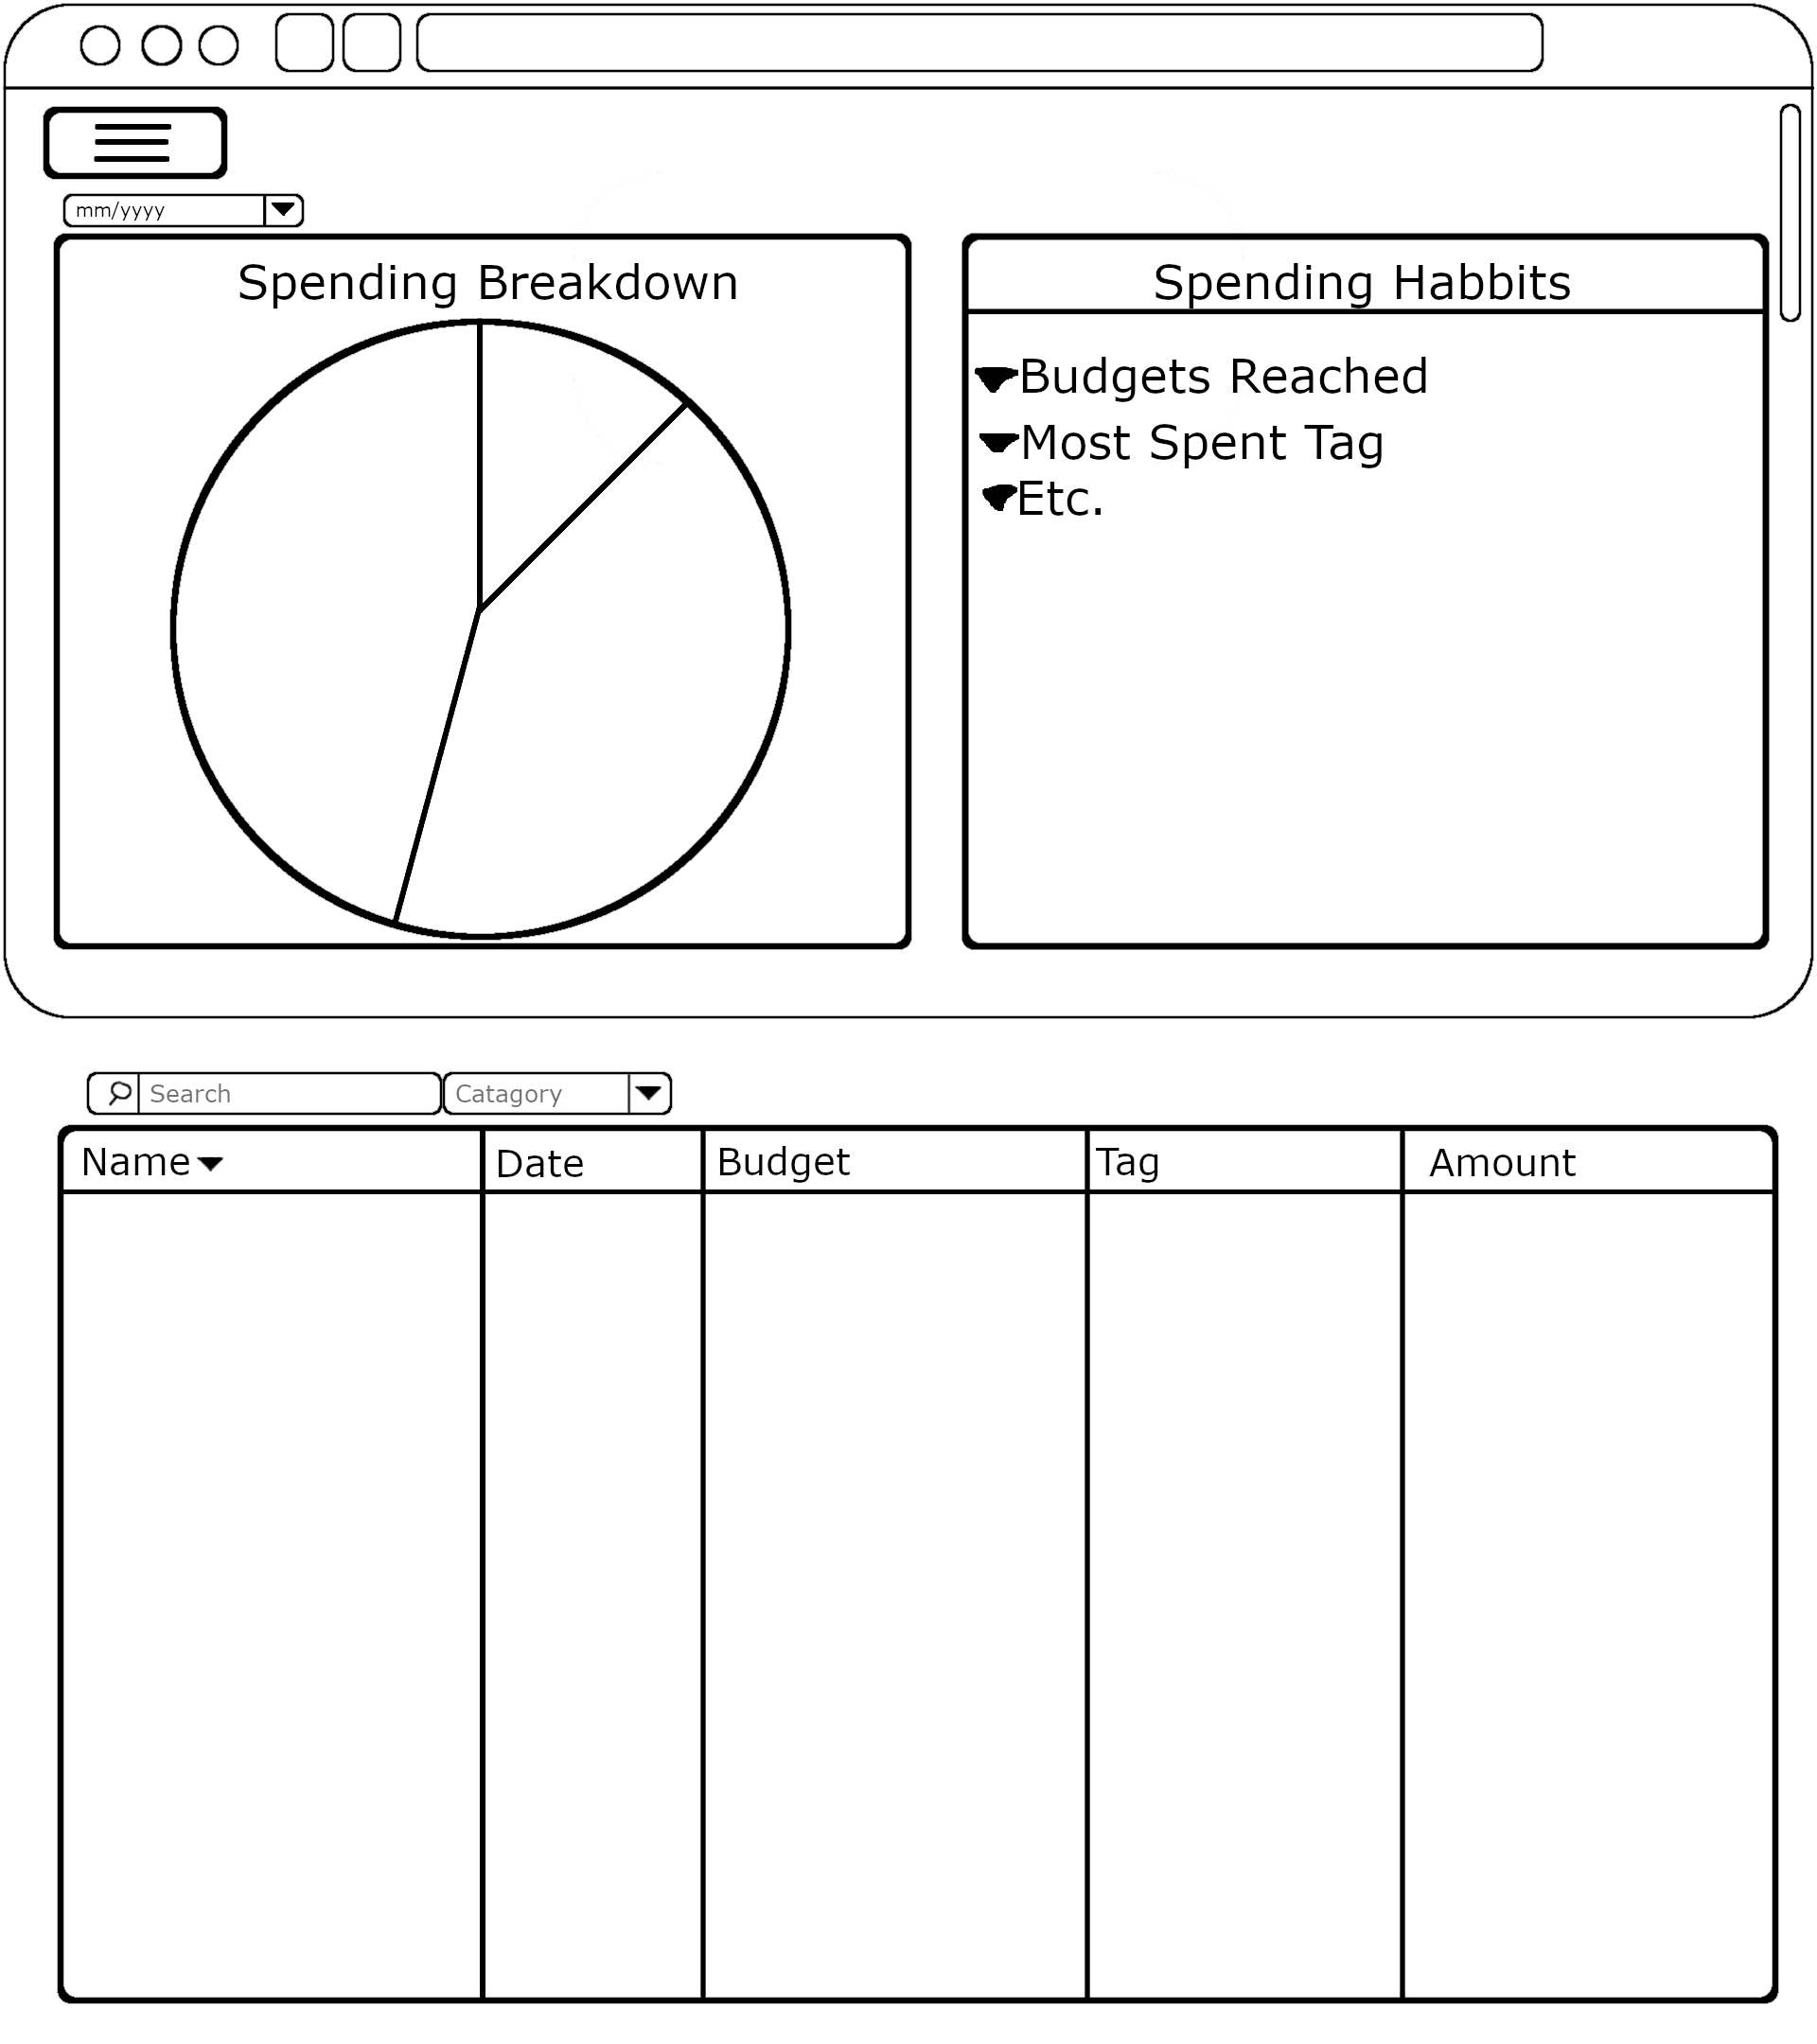 mm/yyyy
Spending Breakdown
Spending Habbits
Budgets Reached
Most Spent Tag
Etc.
Search
Catagory
Name
Date
Budget
Tag
Amount